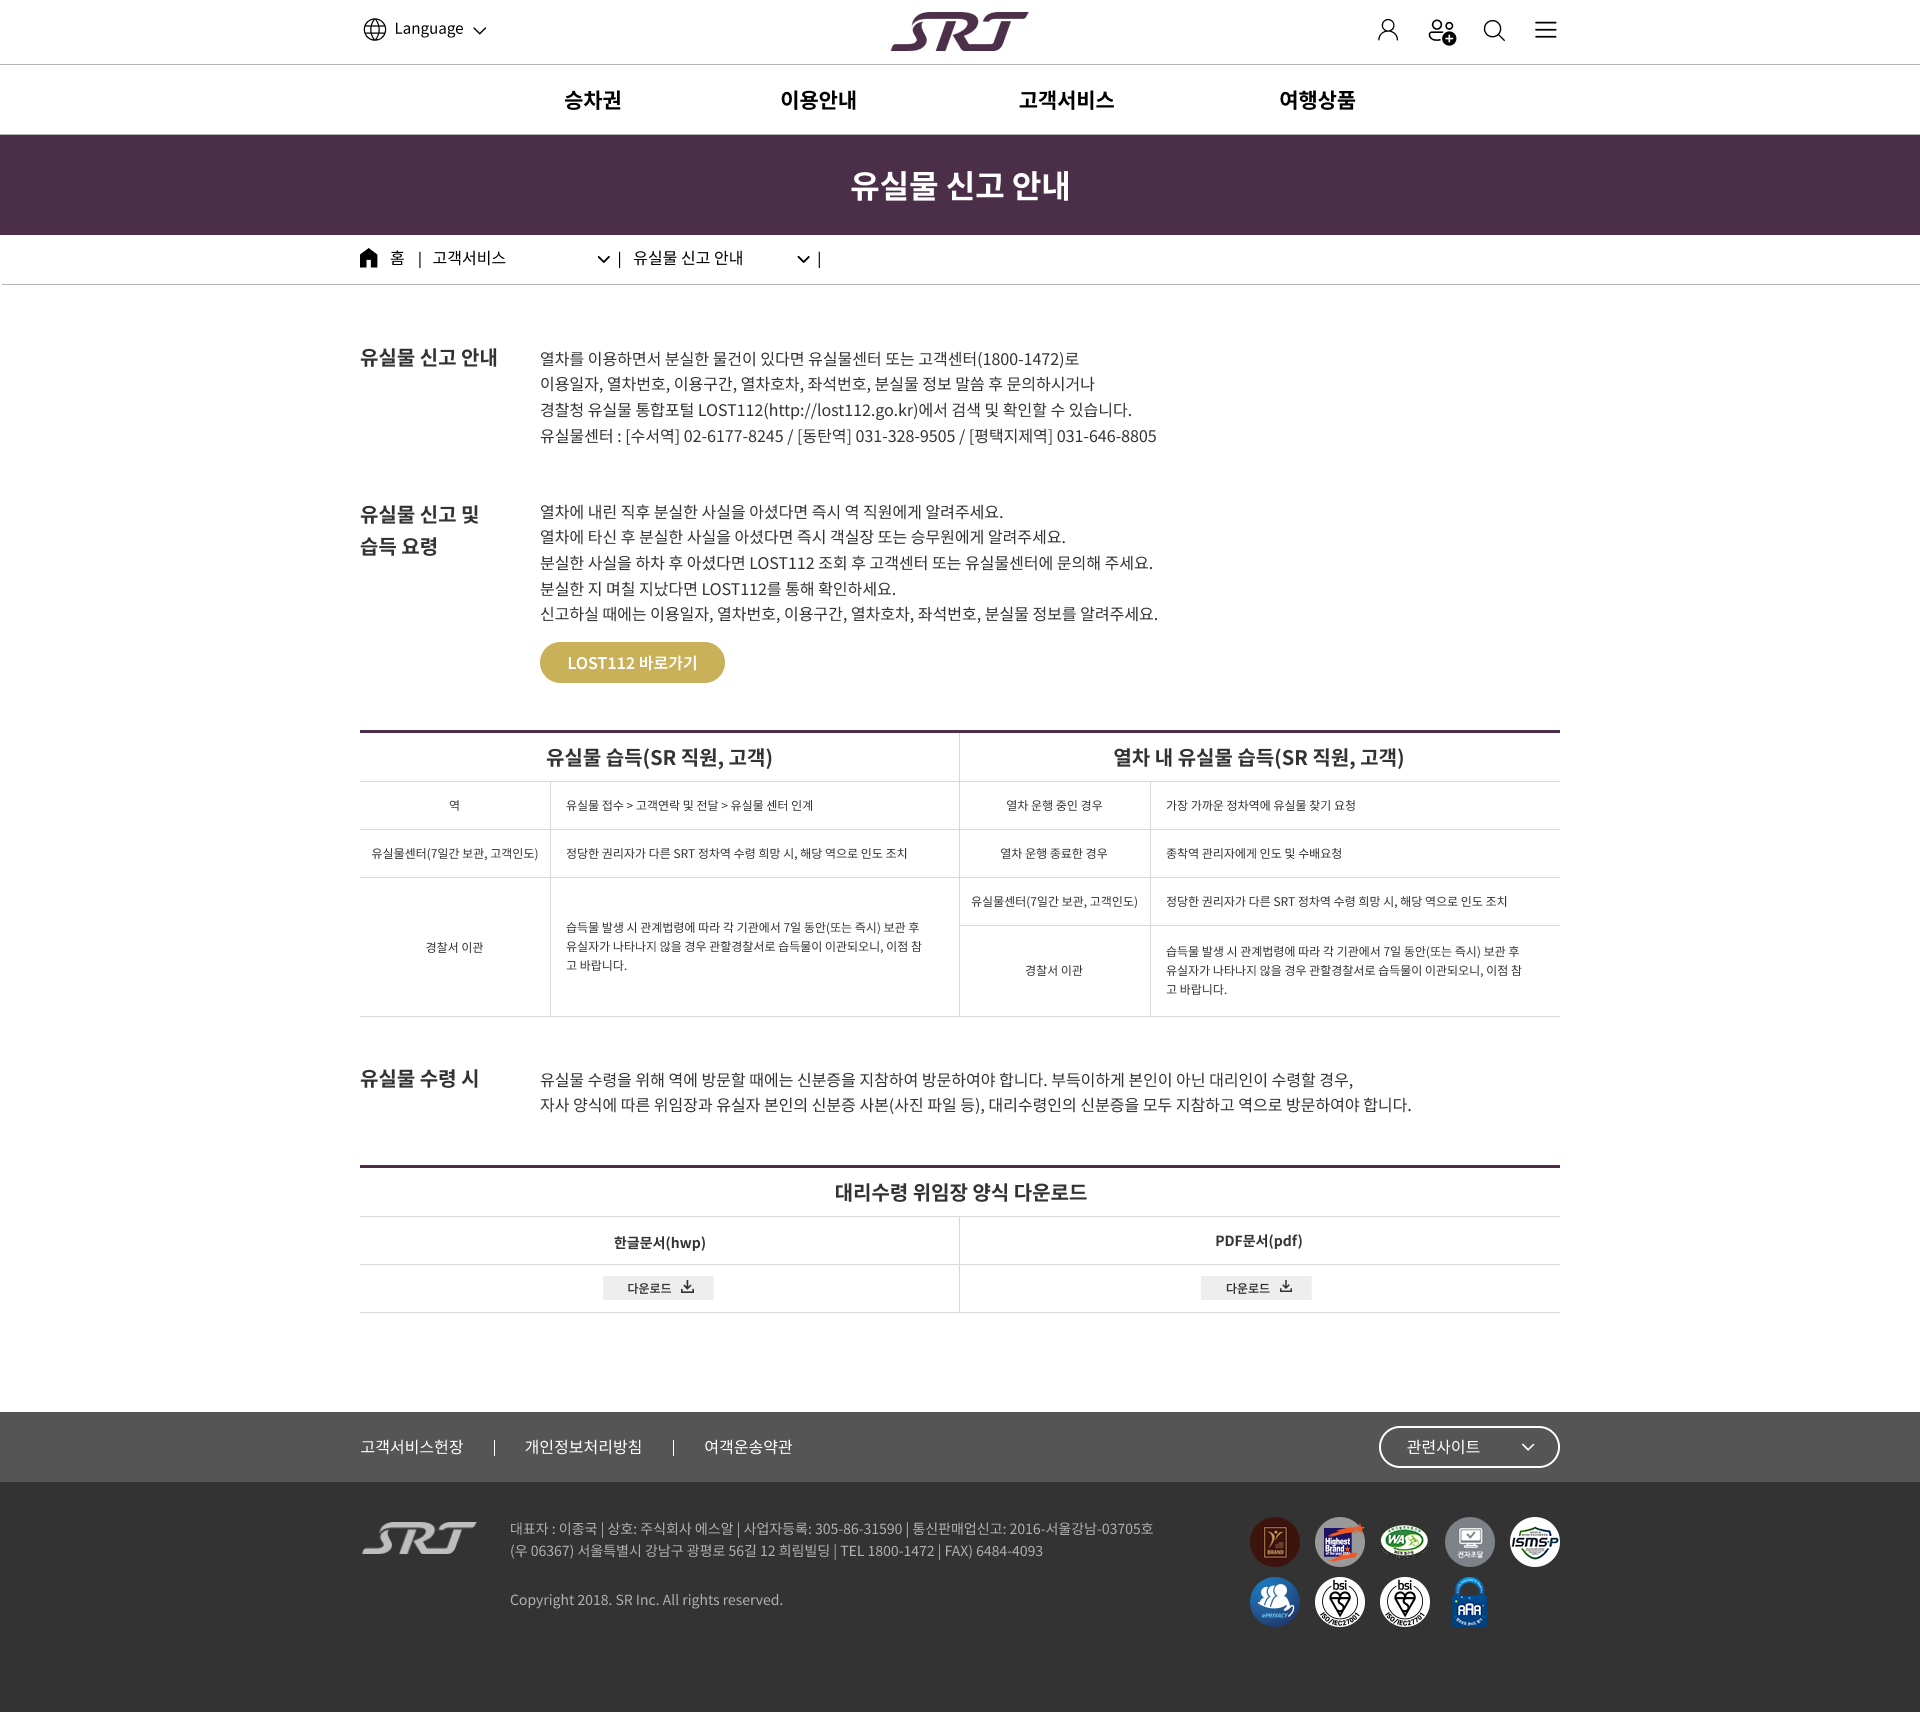 Language
SRT
승차권
이용안내
고객서비스
여행상품
유실물 신고 안내
홈 | 고객서비스 | 유실물 신고 안내 |
유실물 신고 안내
열차를 이용하면서 분실한 물건이 있다면 유실물센터 또는 고객센터(1800-1472)로
이용일자, 열차번호, 이용구간, 열차호차, 좌석번호, 분실물 정보 말씀 후 문의하시거나
경찰청 유실물 통합포털 LOST112(http://lost112.go.kr)에서 검색 및 확인할 수 있습니다.
유실물센터 : [수서역] 02-6177-8245 / [동탄역] 031-328-9505 / [평택지제역] 031-646-8805
유실물 신고 및
습득 요령
열차에 내린 직후 분실한 사실을 아셨다면 즉시 역 직원에게 알려주세요.
열차에 타신 후 분실한 사실을 아셨다면 즉시 객실장 또는 승무원에게 알려주세요.
분실한 사실을 하차 후 아셨다면 LOST112 조회 후 고객센터 또는 유실물센터에 문의해 주세요.
분실한 지 며칠 지났다면 LOST112를 통해 확인하세요.
신고하실 때에는 이용일자, 열차번호, 이용구간, 열차호차, 좌석번호, 분실물 정보를 알려주세요.
LOST112 바로가기
유실물 습득(SR 직원, 고객)
역
유실물 접수 > 고객연락 및 전달 > 유실물 센터 인계
유실물센터(7일간 보관, 고객인도)
정당한 권리자가 다른 SRT 정차역 수령 희망 시, 해당 역으로 인도 조치
경찰서 이관
습득물 발생 시 관계법령에 따라 각 기관에서 7일 동안(또는 즉시) 보관 후
유실자가 나타나지 않을 경우 관할경찰서로 습득물이 이관되오니, 이점 참
고 바랍니다.
열차 내 유실물 습득(SR 직원, 고객)
열차 운행 중인 경우
가장 가까운 정차역에 유실물 찾기 요청
열차 운행 종료한 경우
종착역 관리자에게 인도 및 수배요청
유실물센터(7일간 보관, 고객인도)
정당한 권리자가 다른 SRT 정차역 수령 희망 시, 해당 역으로 인도 조치
경찰서 이관
습득물 발생 시 관계법령에 따라 각 기관에서 7일 동안(또는 즉시) 보관 후
유실자가 나타나지 않을 경우 관할경찰서로 습득물이 이관되오니, 이점 참
고 바랍니다.
유실물 수령 시
유실물 수령을 위해 역에 방문할 때에는 신분증을 지참하여 방문하여야 합니다. 부득이하게 본인이 아닌 대리인이 수령할 경우,
자사 양식에 따른 위임장과 유실자 본인의 신분증 사본(사진 파일 등), 대리수령인의 신분증을 모두 지참하고 역으로 방문하여야 합니다.
대리수령 위임장 양식 다운로드
한글문서(hwp)
PDF문서(pdf)
다운로드
다운로드
고객서비스헌장 | 개인정보처리방침 | 여객운송약관
관련사이트
SRT
대표자 : 이종국 | 상호: 주식회사 에스알 | 사업자등록: 305-86-31590 | 통신판매업신고: 2016-서울강남-03705호
(우 06367) 서울특별시 강남구 광평로 56길 12 희림빌딩 | TEL 1800-1472 | FAX) 6484-4093
Copyright 2018. SR Inc. All rights reserved.
BRAND
Highest
Brand
WA
전자조달
ISMS-P
ePRIVACY
bsi
ISO/IEC27001
bsi
ISO/IEC27701
AAA